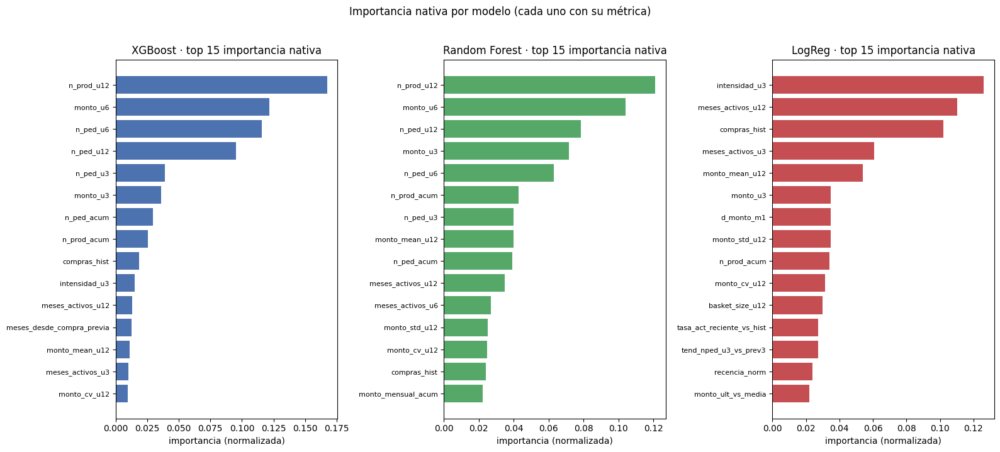 Importancia nativa por modelo (cada uno con su métrica)
XGBoost · top 15 importancia nativa
n_prod_u12
monto_u6
n_ped_u6
n_ped_u12
n_ped_u3
monto_u3
n_ped_acum
n_prod_acum
compras_hist
intensidad_u3
meses_activos_u12
meses_desde_compra_previa
monto_mean_u12
meses_activos_u3
monto_cv_u12
0.000 0.025 0.050 0.075 0.100 0.125 0.150 0.175
importancia (normalizada)
Random Forest · top 15 importancia nativa
n_prod_u12
monto_u6
n_ped_u12
monto_u3
n_ped_u6
n_prod_acum
n_ped_u3
monto_mean_u12
n_ped_acum
meses_activos_u12
meses_activos_u6
monto_std_u12
monto_cv_u12
compras_hist
monto_mensual_acum
0.00 0.02 0.04 0.06 0.08 0.10 0.12
importancia (normalizada)
LogReg · top 15 importancia nativa
intensidad_u3
meses_activos_u12
compras_hist
meses_activos_u3
monto_mean_u12
monto_u3
d_monto_m1
monto_std_u12
n_prod_acum
monto_cv_u12
basket_size_u12
tasa_act_reciente_vs_hist
tend_nped_u3_vs_prev3
recencia_norm
monto_ult_vs_media
0.00 0.02 0.04 0.06 0.08 0.10 0.12
importancia (normalizada)